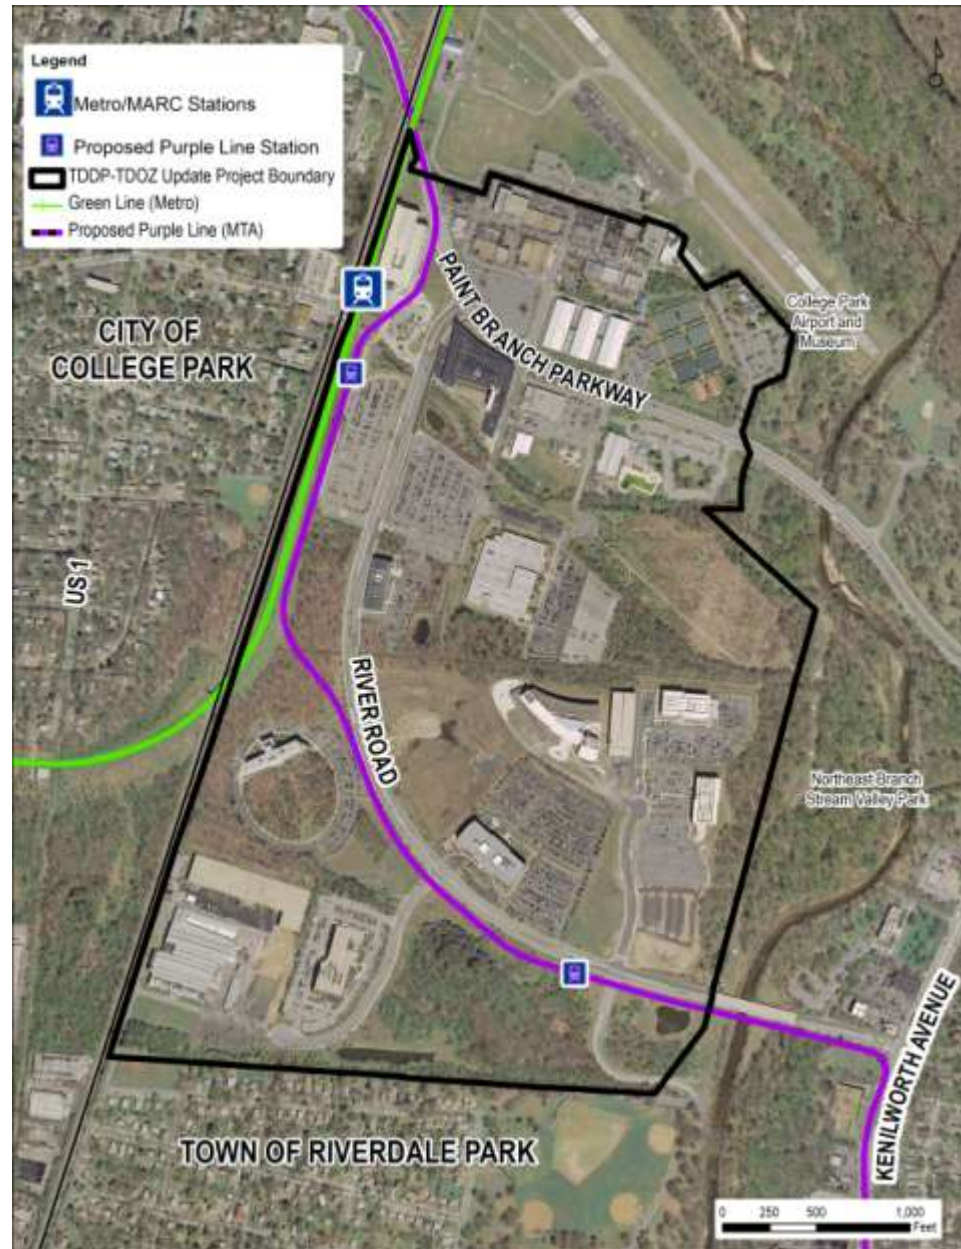 Legend
Metro/MARC Stations
Proposed Purple Line Station
TDDP-TDOZ Update Project Boundary
Green Line (Metro)
Proposed Purple Line (MTA)
CITY OF
COLLEGE PARK
PAINT BRANCH PARKWAY
College Park
Airport and
Museum
US 1
RIVER ROAD
Northeast Branch
Stream Valley Park
KENILWORTH AVENUE
TOWN OF RIVERDALE PARK
0 250 500 1,000
Feet